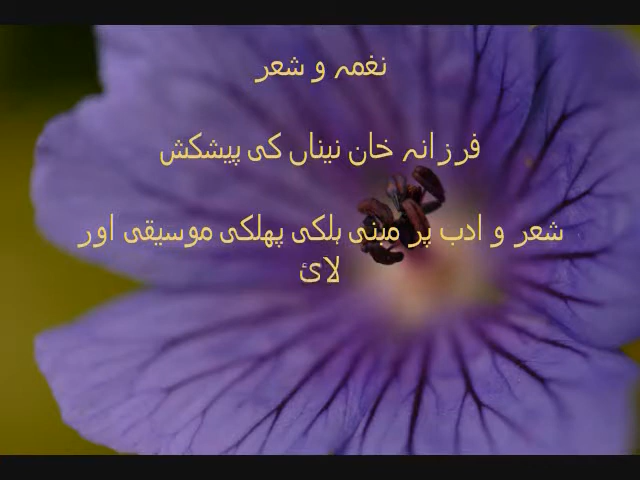 نغمہ و شعر
فرزانہ خان نیناں کی پیشکش
شعر و ادب پر مبنی ہلکی پھلکی موسیقی اور
لائ